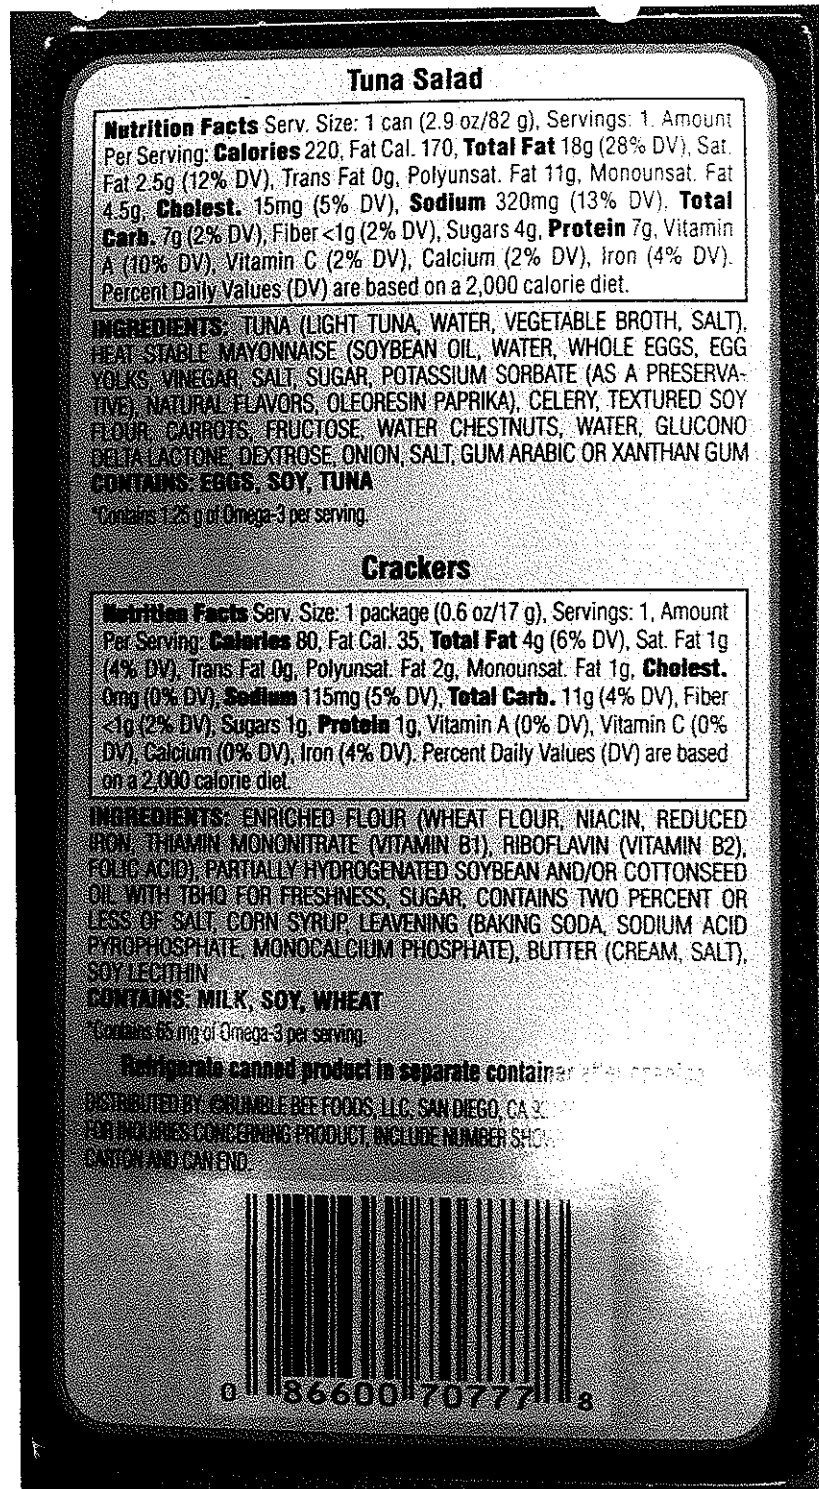 Tuna Salad
Nutrition Facts Serv. Size: 1 can (2.9 oz/82 g), Servings: 1, Amount
Per Serving: Calories 220, Fat Cal. 170, Total Fat 18g (28% DV), Sat.
Fat 2.5g (12% DV), Trans Fat 0g, Polyunsat. Fat 11g, Monounsat. Fat
4.5g, Cholest. 15mg (5% DV), Sodium 320mg (13% DV), Total
Carb. 7g (2% DV), Fiber <1g (2% DV), Sugars 4g, Protein 7g, Vitamin
A (10% DV), Vitamin C (2% DV), Calcium (2% DV), Iron (4% DV).
Percent Daily Values (DV) are based on a 2,000 calorie diet.
INGREDIENTS: TUNA (LIGHT TUNA, WATER, VEGETABLE BROTH, SALT),
HEAT STABLE MAYONNAISE (SOYBEAN OIL, WATER, WHOLE EGGS, EGG
YOLKS, VINEGAR, SALT, SUGAR, POTASSIUM SORBATE (AS A PRESERVA-
TIVE), NATURAL FLAVORS, OLEORESIN PAPRIKA), CELERY, TEXTURED SOY
FLOUR, CARROTS, FRUCTOSE, WATER CHESTNUTS, WATER, GLUCONO
DELTA LACTONE, DEXTROSE, ONION, SALT, GUM ARABIC OR XANTHAN GUM
CONTAINS: EGGS, SOY, TUNA
*Contains 1.25 g of Omega-3 per serving.
Crackers
Nutrition Facts Serv. Size: 1 package (0.6 oz/17 g), Servings: 1, Amount
Per Serving: Calories 80, Fat Cal. 35, Total Fat 4g (6% DV), Sat. Fat 1g
(4% DV), Trans Fat 0g, Polyunsat. Fat 2g, Monounsat. Fat 1g, Cholest.
0mg (0% DV), Sodium 115mg (5% DV), Total Carb. 11g (4% DV), Fiber
<1g (2% DV), Sugars 1g, Protein 1g, Vitamin A (0% DV), Vitamin C (0%
DV), Calcium (0% DV), Iron (4% DV). Percent Daily Values (DV) are based
on a 2,000 calorie diet.
INGREDIENTS: ENRICHED FLOUR (WHEAT FLOUR, NIACIN, REDUCED
IRON, THIAMIN MONONITRATE (VITAMIN B1), RIBOFLAVIN (VITAMIN B2),
FOLIC ACID), PARTIALLY HYDROGENATED SOYBEAN AND/OR COTTONSEED
OIL WITH TBHQ FOR FRESHNESS, SUGAR, CONTAINS TWO PERCENT OR
LESS OF SALT, CORN SYRUP, LEAVENING (BAKING SODA, SODIUM ACID
PYROPHOSPHATE, MONOCALCIUM PHOSPHATE), BUTTER (CREAM, SALT),
SOY LECITHIN
CONTAINS: MILK, SOY, WHEAT
*Contains 65 mg of Omega-3 per serving.
Refrigerate canned product in separate container after opening
DISTRIBUTED BY: ©BUMBLE BEE FOODS, LLC, SAN DIEGO, CA
FOR INQUIRIES CONCERNING PRODUCT, INCLUDE NUMBER
CARTON AND CAN END.
0 86600 70777 8